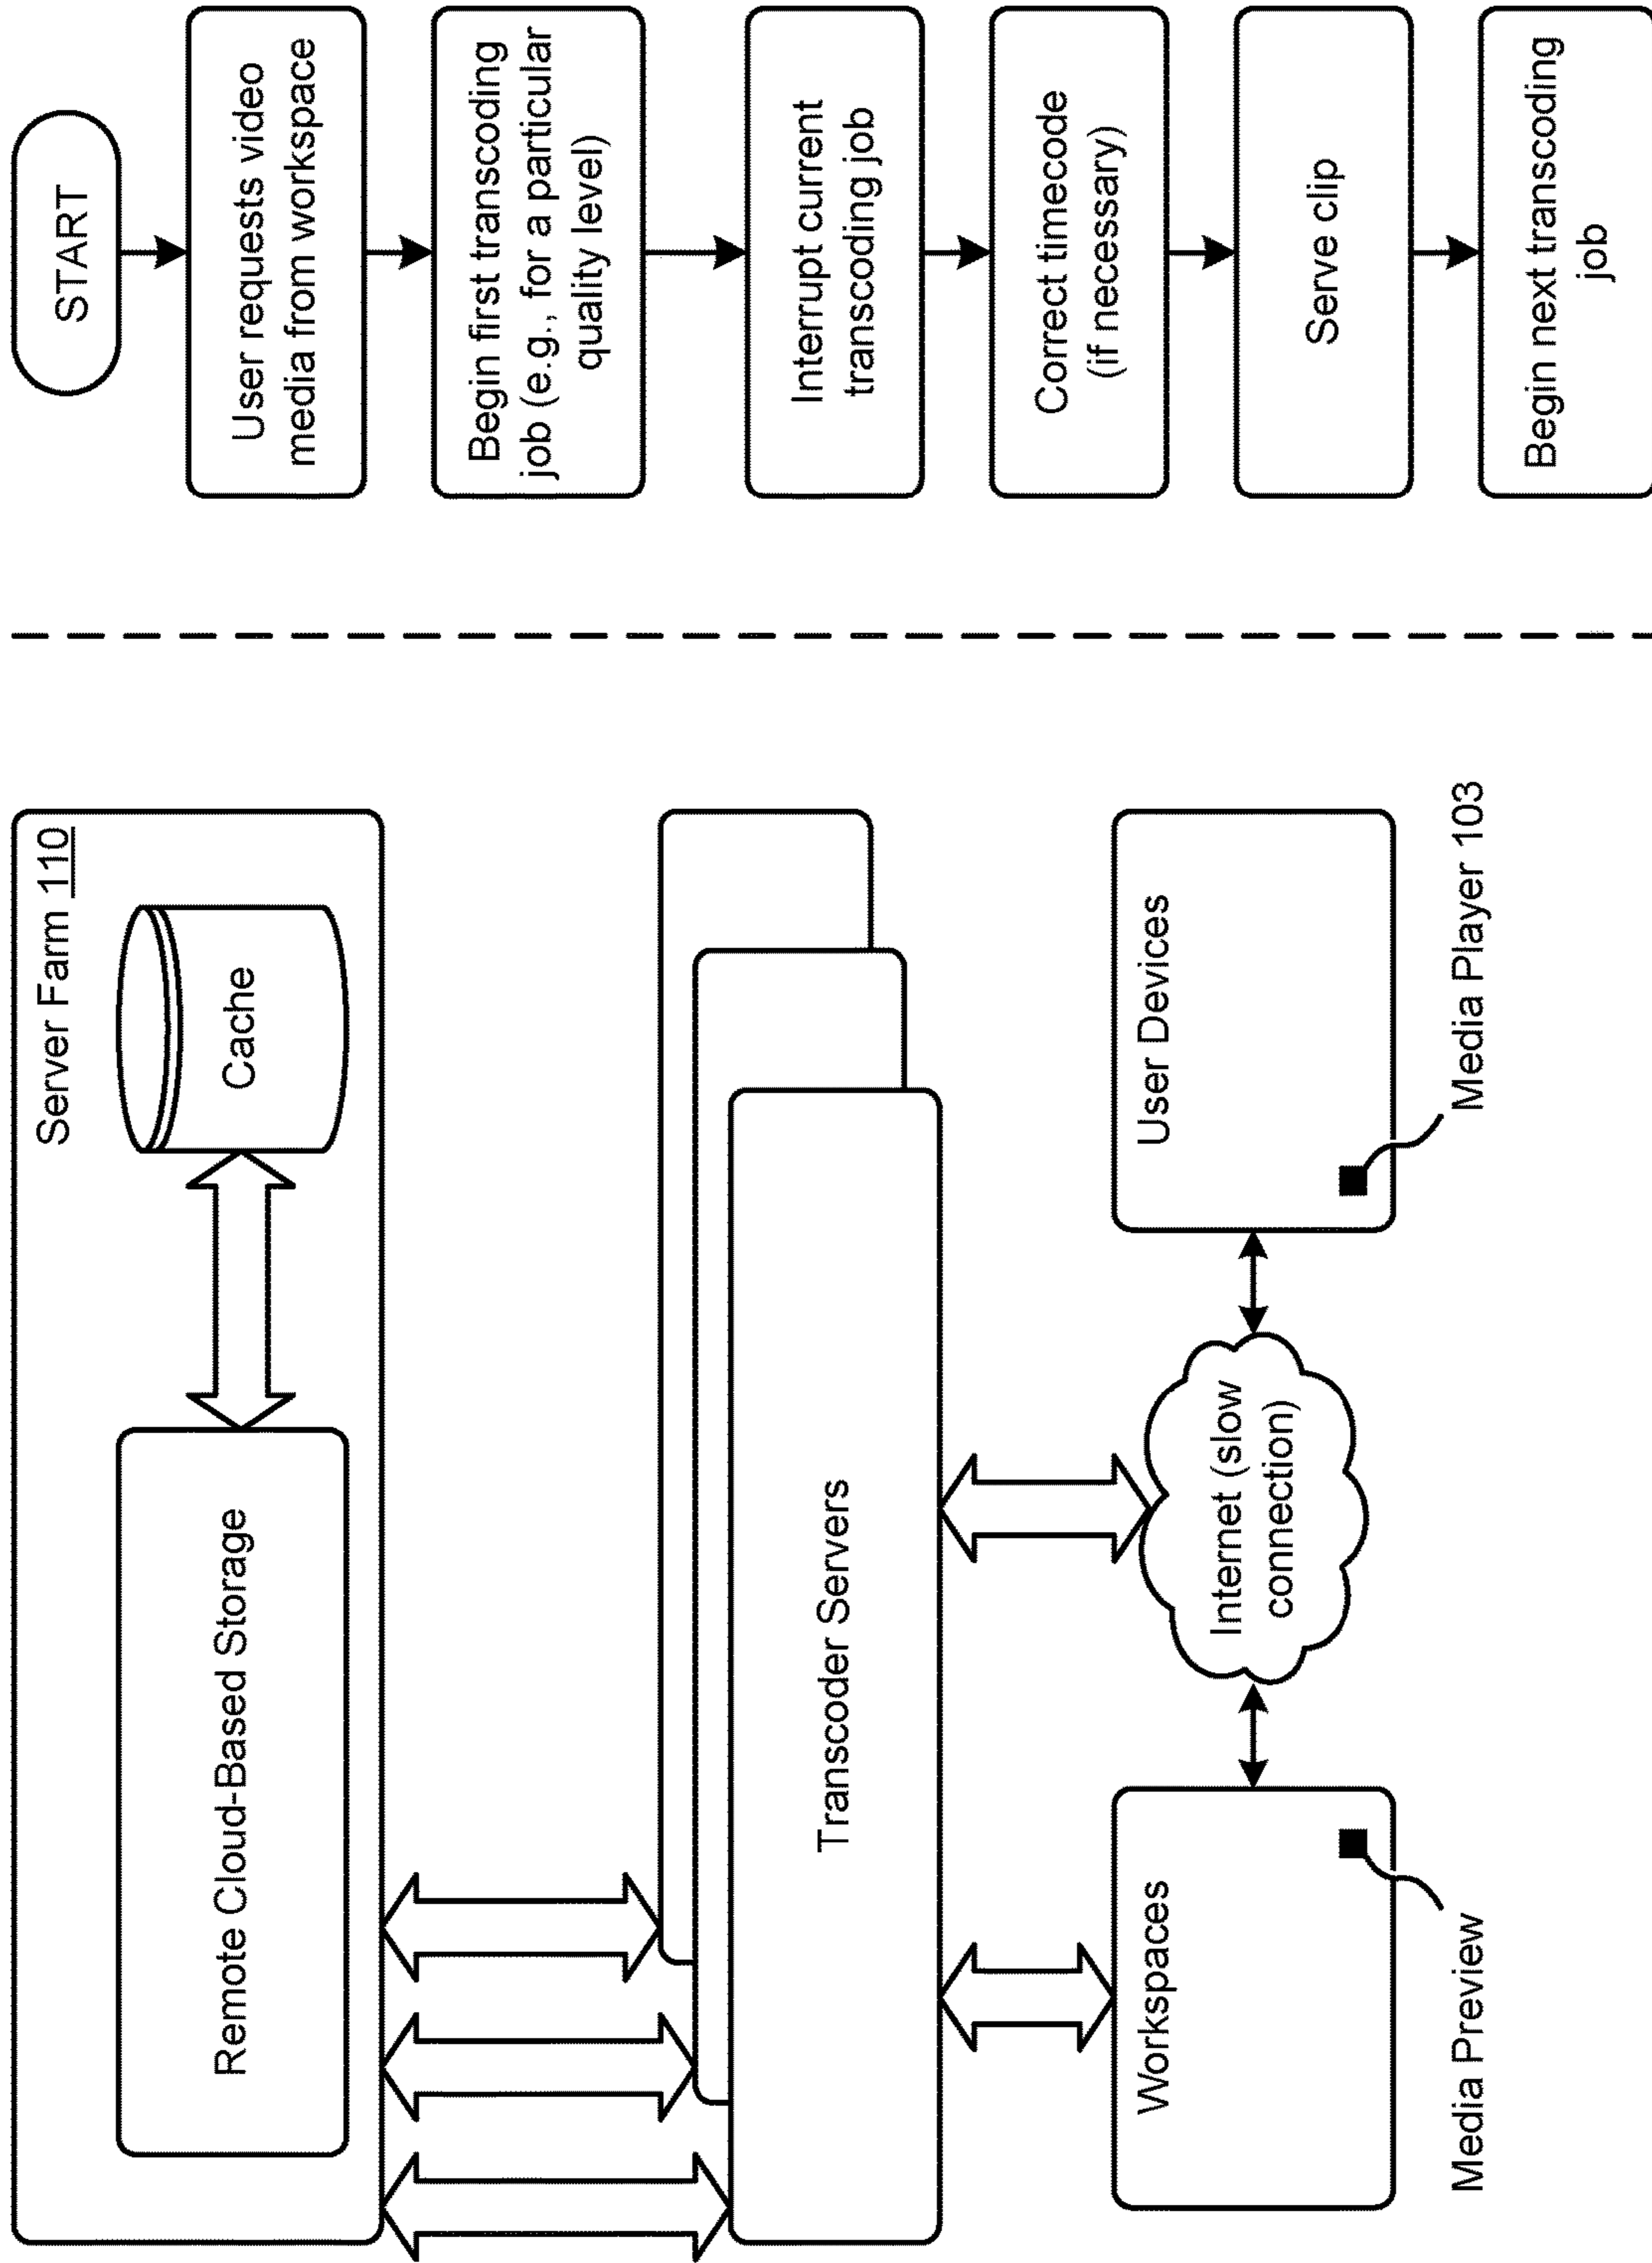 Server Farm 110
Remote Cloud-Based Storage
Cache
Transcoder Servers
Workspaces
Internet (slow
connection)
User Devices
Media Preview
Media Player 103
START
User requests video
media from workspace
Begin first transcoding
job (e.g., for a particular
quality level)
Interrupt current
transcoding job
Correct timecode
(if necessary)
Serve clip
Begin next transcoding
job